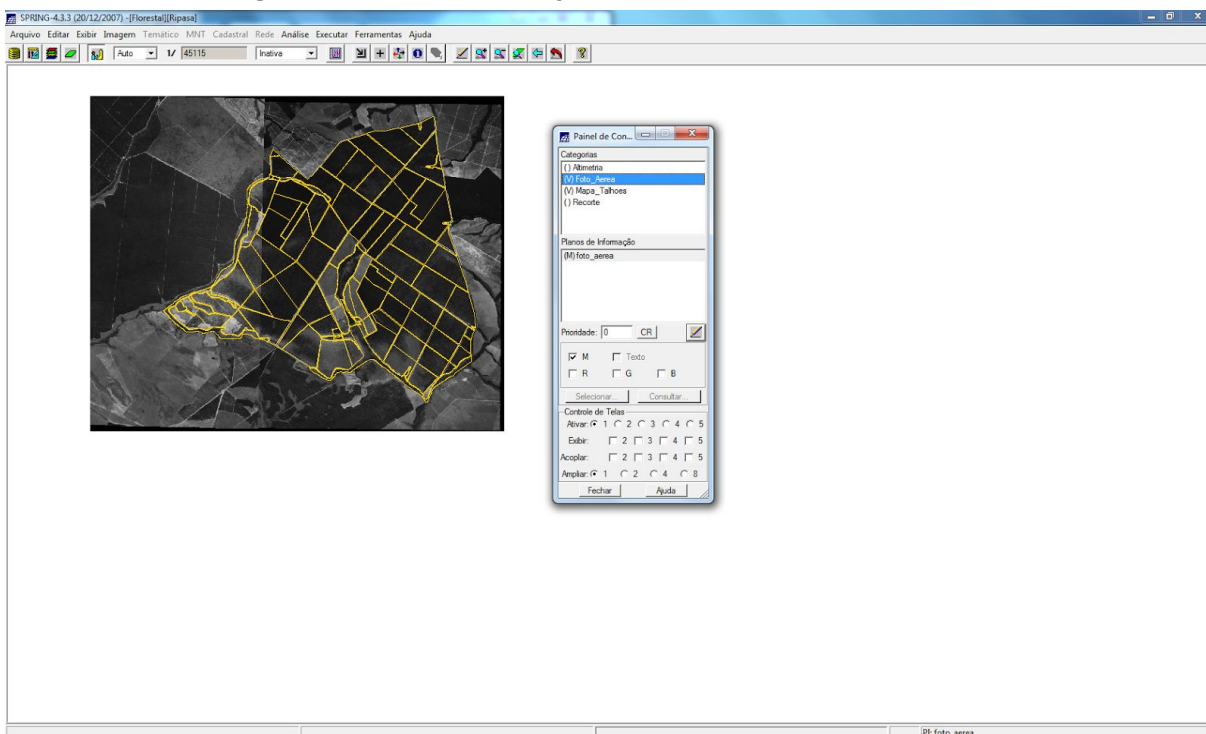 SPRING-4.3.3 (20/12/2007) -[Florestal][Ripasa]
Arquivo Editar Exibir Imagem Temático MNT Cadastral Rede Análise Executar Ferramentas Ajuda
Auto 1/ 45115 Inativa
Painel de Con...
Categorias
( ) Altimetria
(V) Foto_Aerea
(V) Mapa_Talhoes
( ) Recorte
Planos de Informação
(M) foto_aerea
Prioridade: 0 CR
M Texto
R G B
Selecionar... Consultar...
Controle de Telas
Ativar: 1 2 3 4 5
Exibir: 2 3 4 5
Acoplar: 2 3 4 5
Ampliar: 1 2 4 8
Fechar Ajuda
PI: foto_aerea